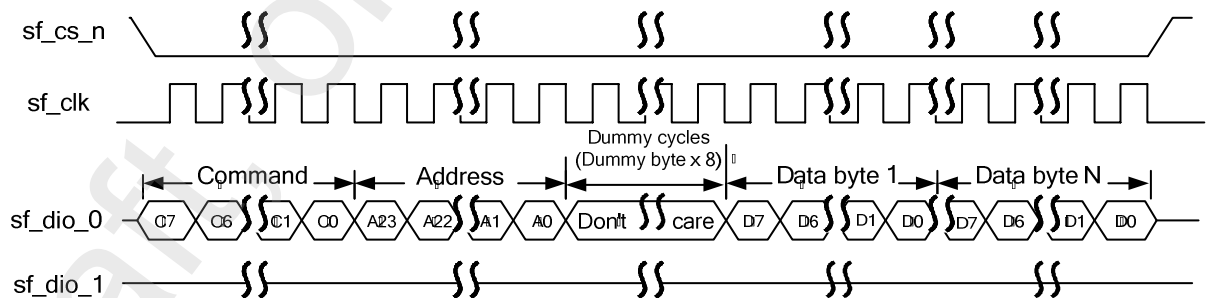 sf_cs_n
sf_clk
Dummy cycles
(Dummy byte x 8)
Command Address Data byte 1 Data byte N
sf_dio_0 C7 C6 C1 C0 A23 A22 A1 A0 Don't care D7 D6 D1 D0 D7 D6 D1 D0
sf_dio_1